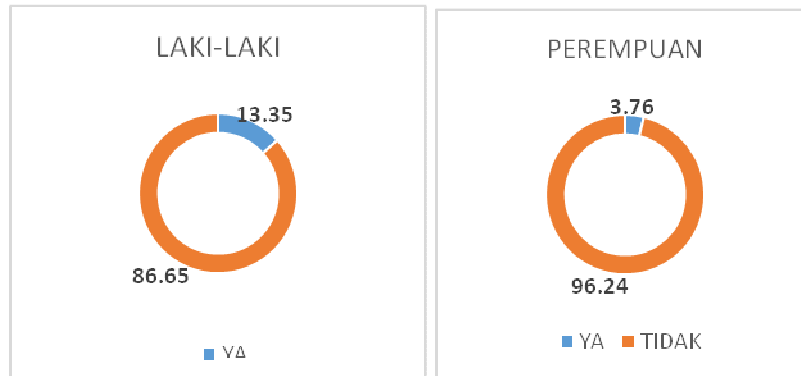 LAKI-LAKI
13.35
86.65
YA
PEREMPUAN
3.76
96.24
YA TIDAK